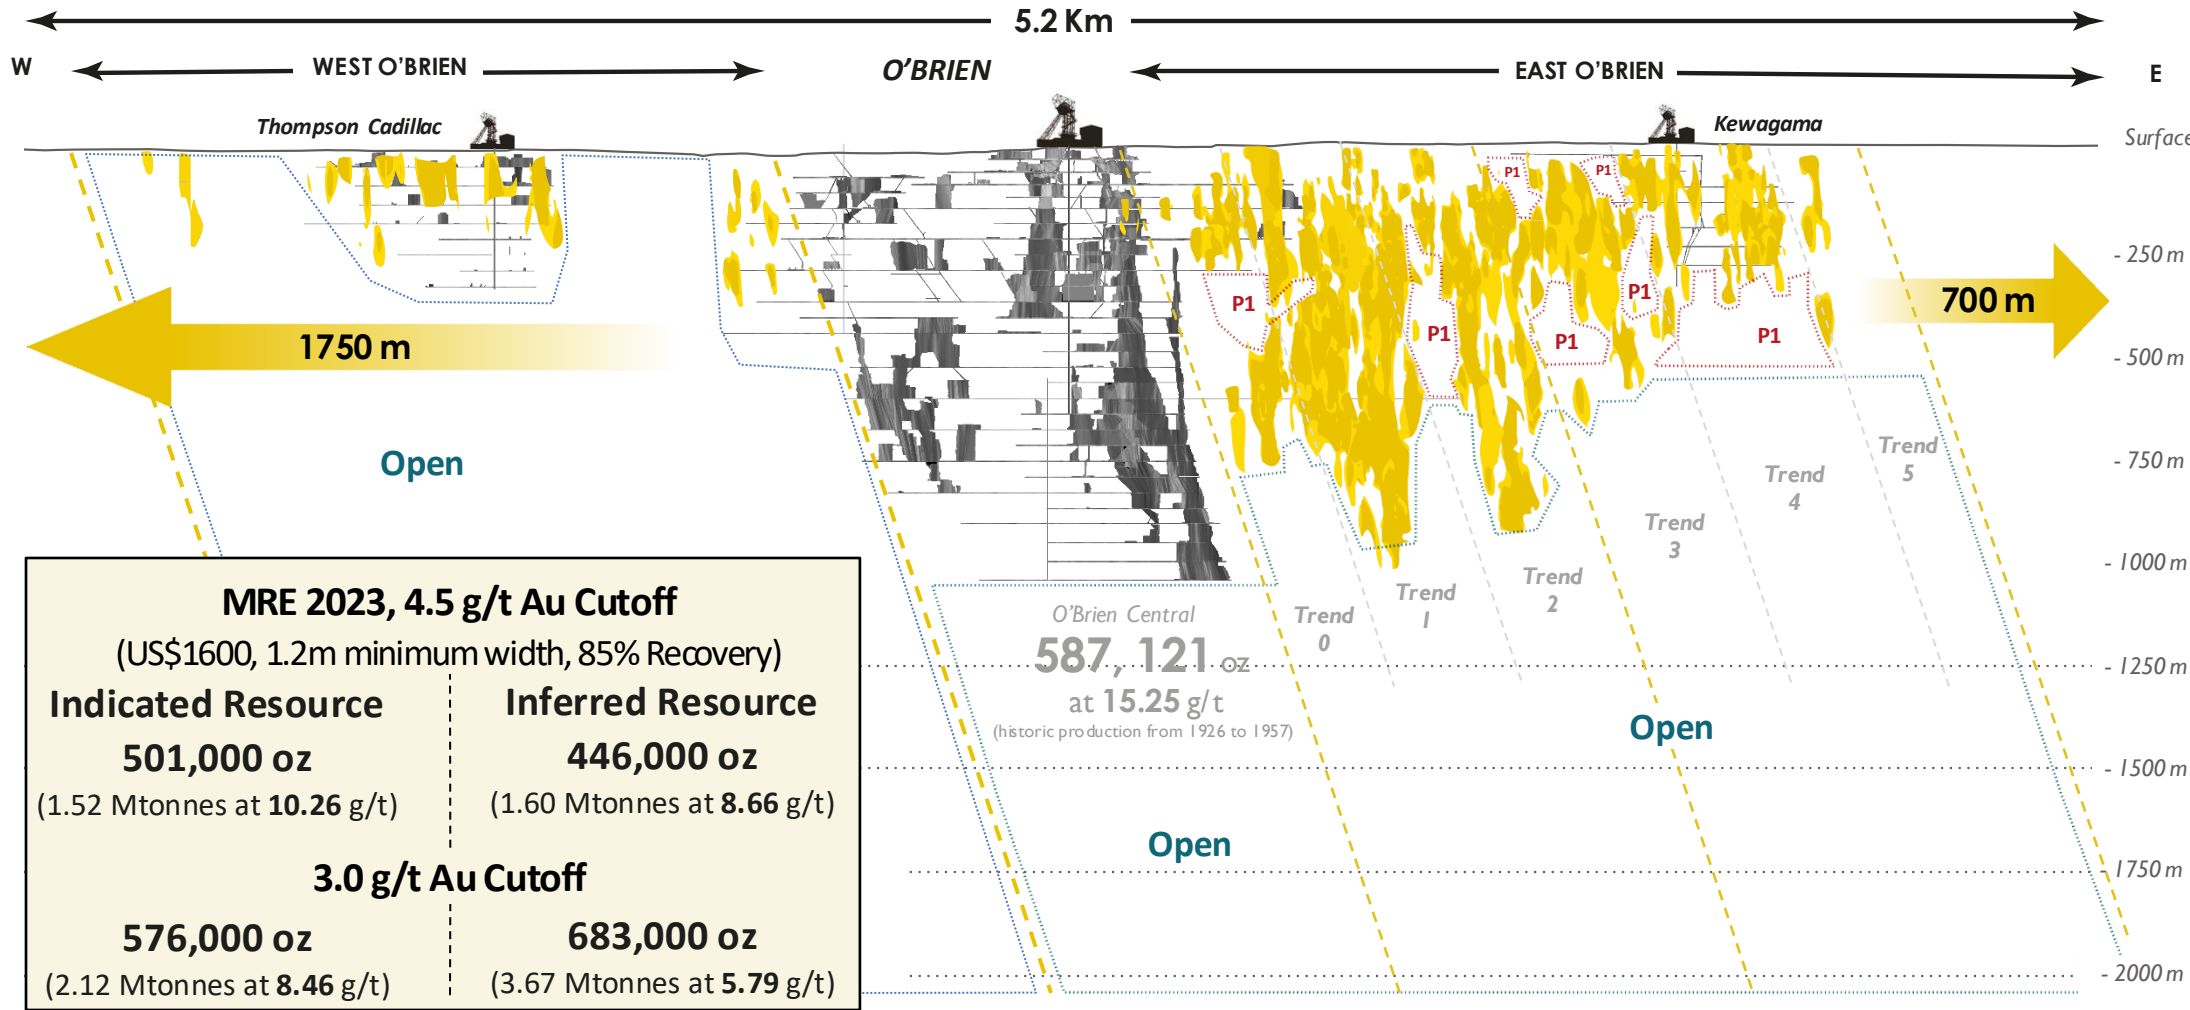 5.2 Km
W
WEST O'BRIEN
O'BRIEN
EAST O'BRIEN
E
Thompson Cadillac
Kewagama
Surface
P1
P1
- 250 m
P1
P1
1750 m
700 m
P1
P1
P1
- 500 m
Open
- 750 m
Trend
5
Trend
4
Trend
3
- 1000 m
Trend
2
Trend
1
Trend
0
O'Brien Central
587, 121 oz
at 15.25 g/t
(historic production from 1926 to 1957)
- 1250 m
Open
- 1500 m
Open
- 1750 m
- 2000 m
MRE 2023, 4.5 g/t Au Cutoff
(US$1600, 1.2m minimum width, 85% Recovery)
Indicated Resource
501,000 oz
(1.52 Mtonnes at 10.26 g/t)
Inferred Resource
446,000 oz
(1.60 Mtonnes at 8.66 g/t)
3.0 g/t Au Cutoff
576,000 oz
(2.12 Mtonnes at 8.46 g/t)
683,000 oz
(3.67 Mtonnes at 5.79 g/t)